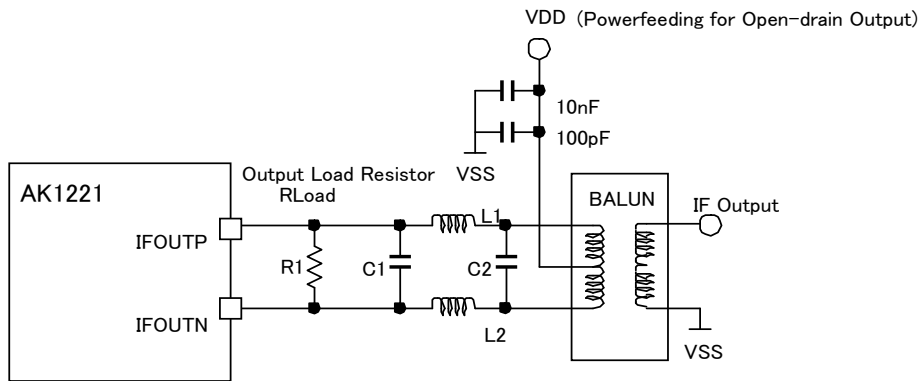 VDD (Powerfeeding for Open-drain Output)
10nF
100pF
VSS
Output Load Resistor
RLoad
AK1221
BALUN
IF Output
L1
IFOUTP
R1
C1
C2
IFOUTN
L2
VSS